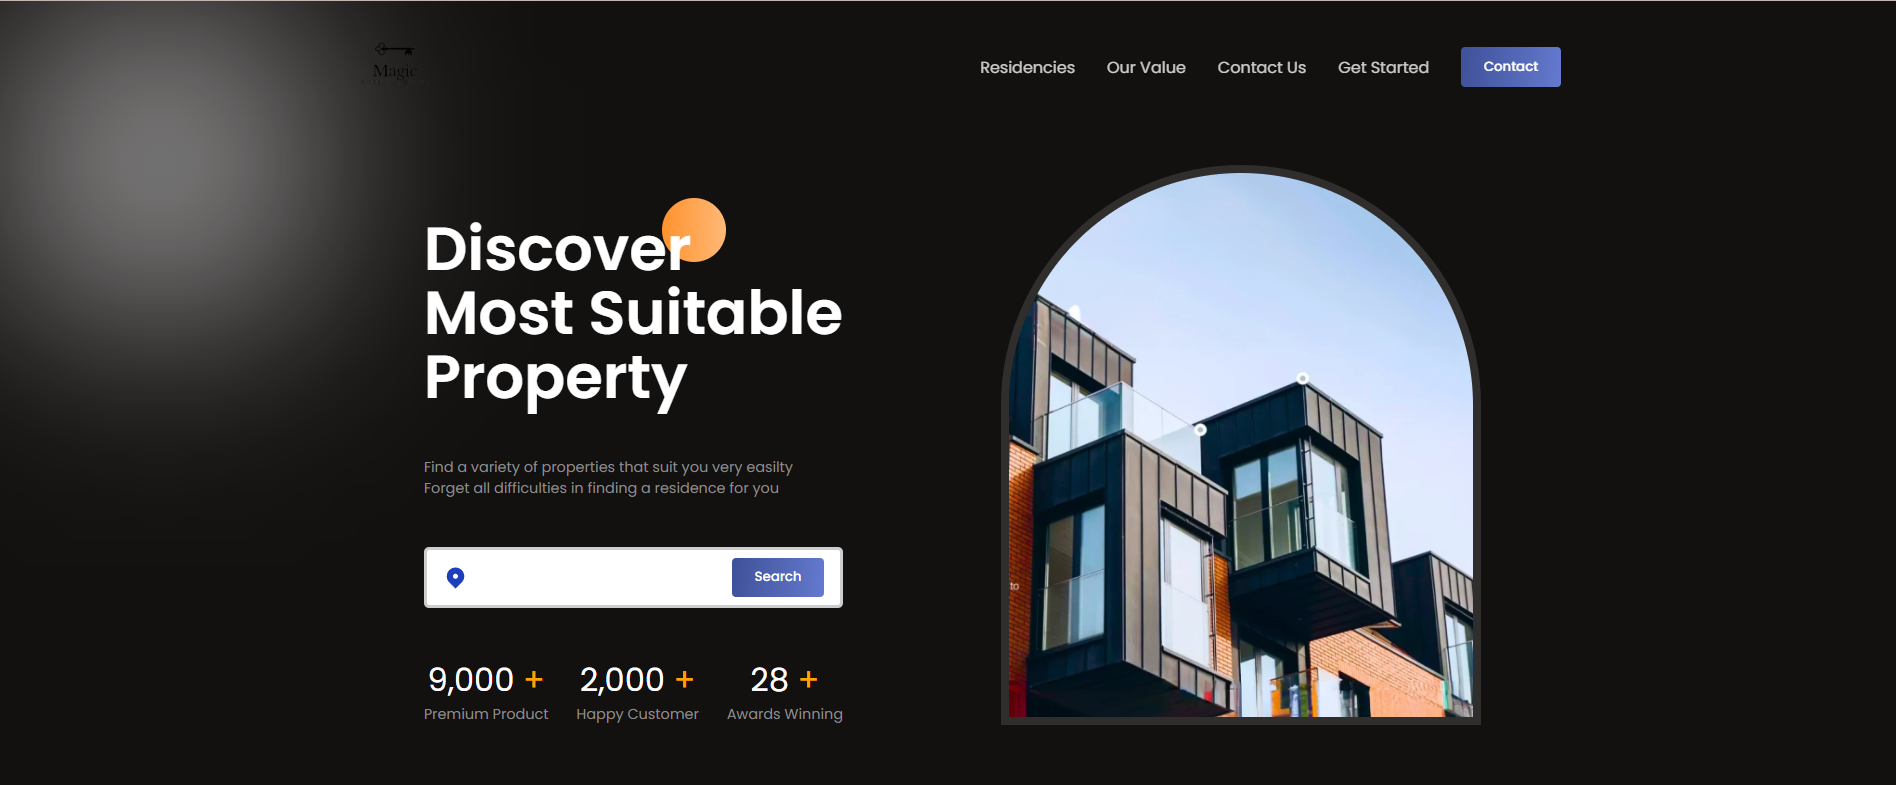 Magic
Residencies
Our Value
Contact Us
Get Started
Contact
Discover
Most Suitable
Property
Find a variety of properties that suit you very easilty
Forget all difficulties in finding a residence for you
Search
9,000 +
2,000 +
28 +
Premium Product
Happy Customer
Awards Winning
to